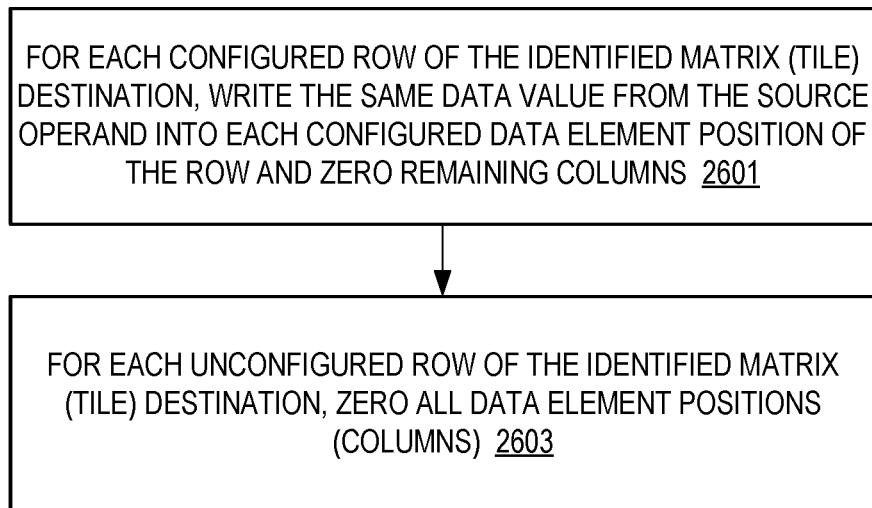 FOR EACH CONFIGURED ROW OF THE IDENTIFIED MATRIX (TILE)
DESTINATION, WRITE THE SAME DATA VALUE FROM THE SOURCE
OPERAND INTO EACH CONFIGURED DATA ELEMENT POSITION OF
THE ROW AND ZERO REMAINING COLUMNS 2601
FOR EACH UNCONFIGURED ROW OF THE IDENTIFIED MATRIX
(TILE) DESTINATION, ZERO ALL DATA ELEMENT POSITIONS
(COLUMNS) 2603